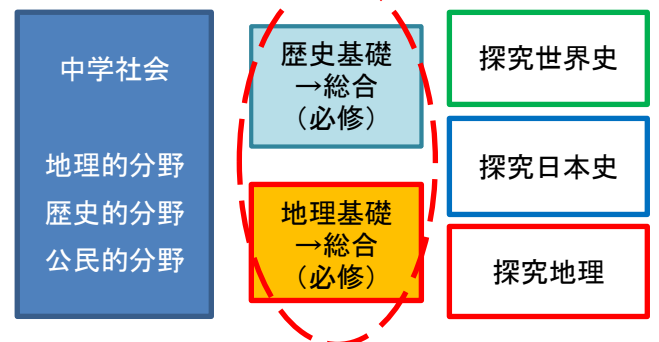 中学社会
地理的分野
歴史的分野
公民的分野
歴史基礎
→総合
（必修）
地理基礎
→総合
（必修）
探究世界史
探究日本史
探究地理